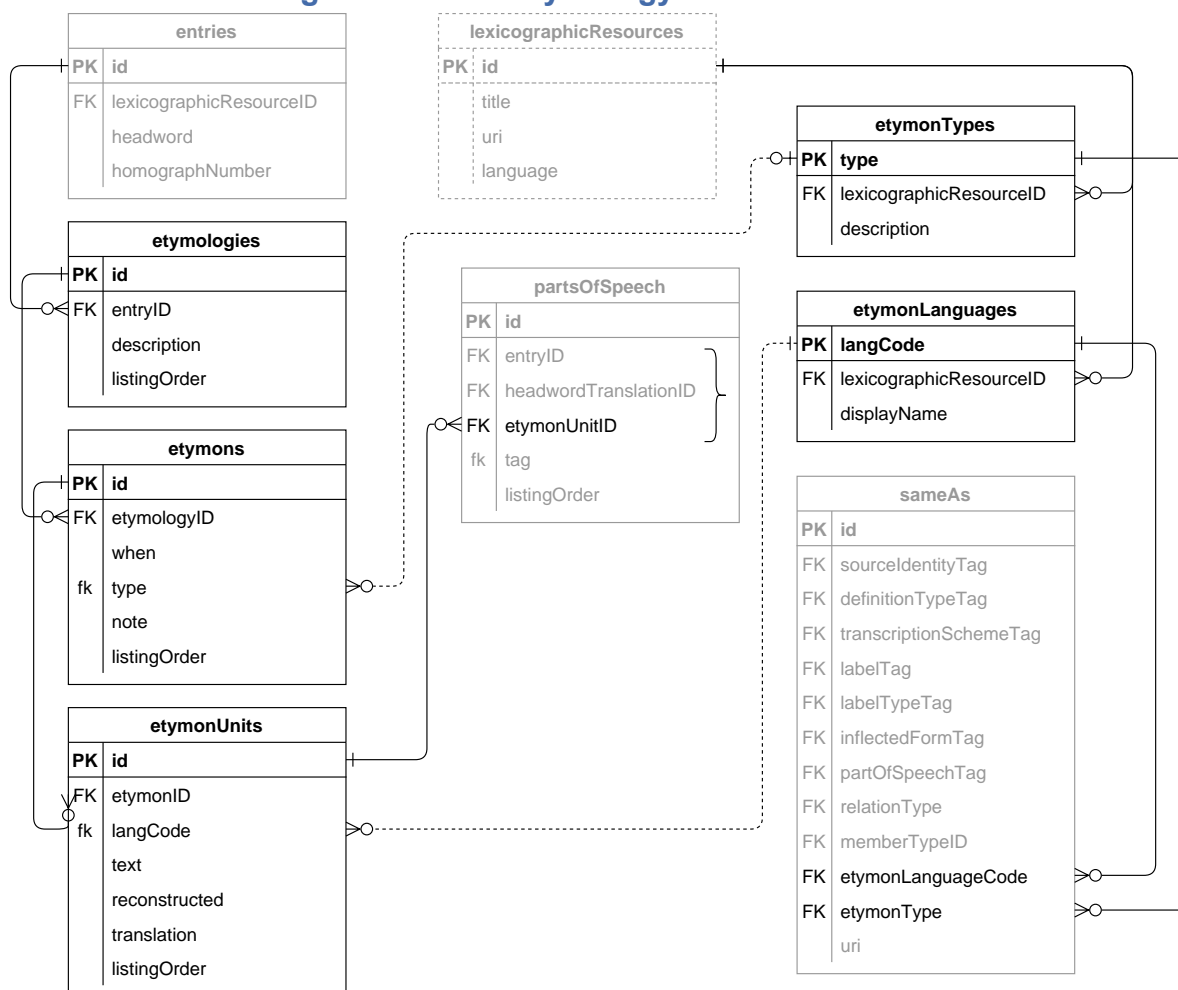 entries
PK id
FK lexicographicResourceID
headword
homographNumber
lexicographicResources
PK id
title
uri
language
etymonTypes
PK type
FK lexicographicResourceID
description
etymologies
PK id
FK entryID
description
listingOrder
partsOfSpeech
PK id
FK entryID
FK headwordTranslationID
FK etymonUnitID
fk tag
listingOrder
etymonLanguages
PK langCode
FK lexicographicResourceID
displayName
etymons
PK id
FK etymologyID
when
fk type
note
listingOrder
sameAs
PK id
FK sourceIdentityTag
FK definitionTypeTag
FK transcriptionSchemeTag
FK labelTag
FK labelTypeTag
FK inflectedFormTag
FK partOfSpeechTag
FK relationType
FK memberTypeID
FK etymonLanguageCode
FK etymonType
uri
etymonUnits
PK id
FK etymonID
fk langCode
text
reconstructed
translation
listingOrder